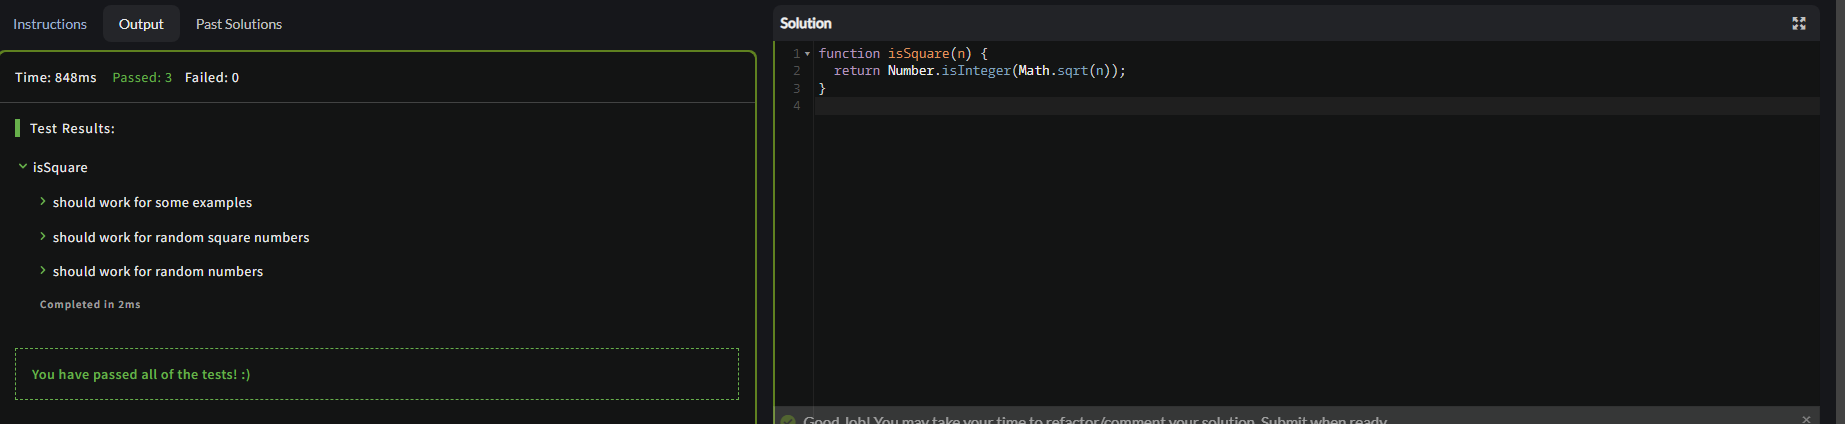 Instructions Output Past Solutions
Time: 848ms Passed: 3 Failed: 0
Test Results:
isSquare
should work for some examples
should work for random square numbers
should work for random numbers
Completed in 2ms
You have passed all of the tests! :)
Solution
1 function isSquare(n) {
2 return Number.isInteger(Math.sqrt(n));
3 }
4
Good Job! You may take your time to refactor/comment your solution. Submit when ready.